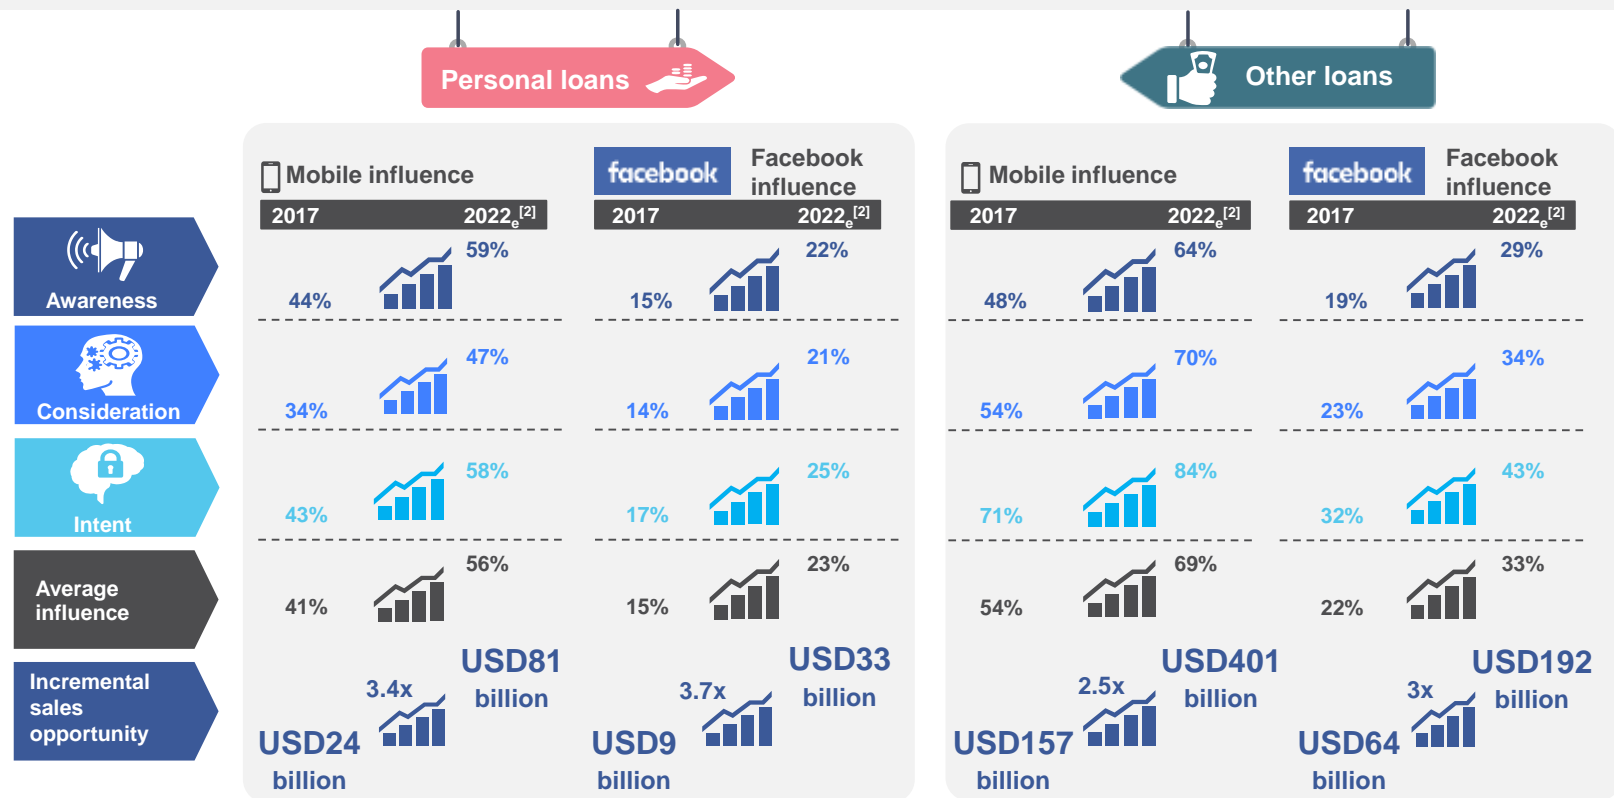 Personal loans
Other loans
Mobile influence
facebook
Facebook
influence
Mobile influence
facebook
Facebook
influence
2017 2022e[2]
2017 2022e[2]
2017 2022e[2]
2017 2022e[2]
Awareness
44% 59%
15% 22%
48% 64%
19% 29%
Consideration
34% 47%
14% 21%
54% 70%
23% 34%
Intent
43% 58%
17% 25%
71% 84%
32% 43%
Average
influence
41% 56%
15% 23%
54% 69%
22% 33%
Incremental
sales
opportunity
USD24
billion
3.4x
USD81
billion
USD9
billion
3.7x
USD33
billion
USD157
billion
2.5x
USD401
billion
USD64
billion
3x
USD192
billion